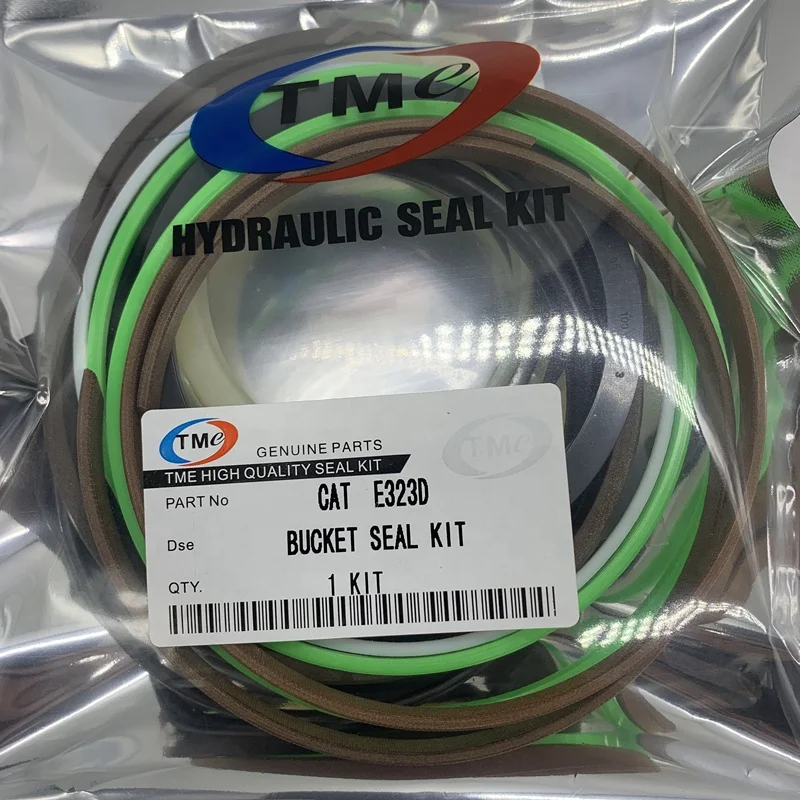 TMe
HYDRAULIC SEAL KIT
TMe
GENUINE PARTS
TMe
TME HIGH QUALITY SEAL KIT
PART No CAT E323D
Dse BUCKET SEAL KIT
QTY. 1 KIT